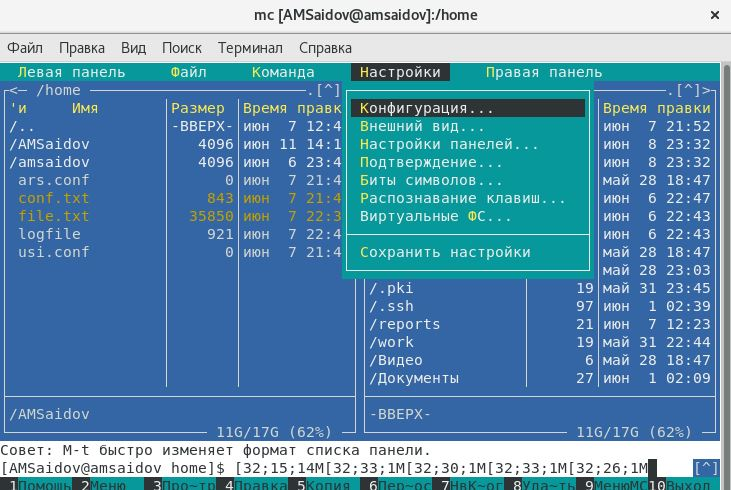 mc [AMSaidov@amsaidov]:/home ×
Файл Правка Вид Поиск Терминал Справка
Левая панель Файл Команда Настройки Правая панель
<─ /home .[^] .[^]>
'и Имя Размер Время правк Конфигурация... Время правки
/.. -ВВЕРХ- июн 7 12:4 Внешний вид... июн 7 21:52
/AMSaidov 4096 июн 11 14:1 Настройки панелей... июн 8 23:32
/amsaidov 4096 июн 6 23:4 Подтверждение... июн 8 23:32
ars.conf 0 июн 7 21:4 Биты символов... май 28 18:47
conf.txt 843 июн 7 21:4 Распознавание клавиш... июн 6 22:47
file.txt 35850 июн 7 22:3 Виртуальные ФС... июн 6 22:43
logfile 921 июн 7 22:4 июн 6 22:43
usi.conf 0 июн 7 21:4 Сохранить настройки май 28 18:47
май 28 23:03
/.pki 19 май 31 23:45
/.ssh 97 июн 1 02:39
/reports 21 июн 7 12:23
/work 19 май 31 22:44
/Видео 6 май 28 18:47
/Документы 27 июн 1 02:09
/AMSaidov -ВВЕРХ-
11G/17G (62%) 11G/17G (62%)
Совет: M-t быстро изменяет формат списка панели.
[AMSaidov@amsaidov home]$ [32;15;14M[32;33;1M[32;30;1M[32;33;1M[32;26;1M [^]
1Помощь 2Меню 3Про~тр 4Правка 5Копия 6Пер~ос 7НвК~ог 8Уда~ть 9МенюMC 10Выход